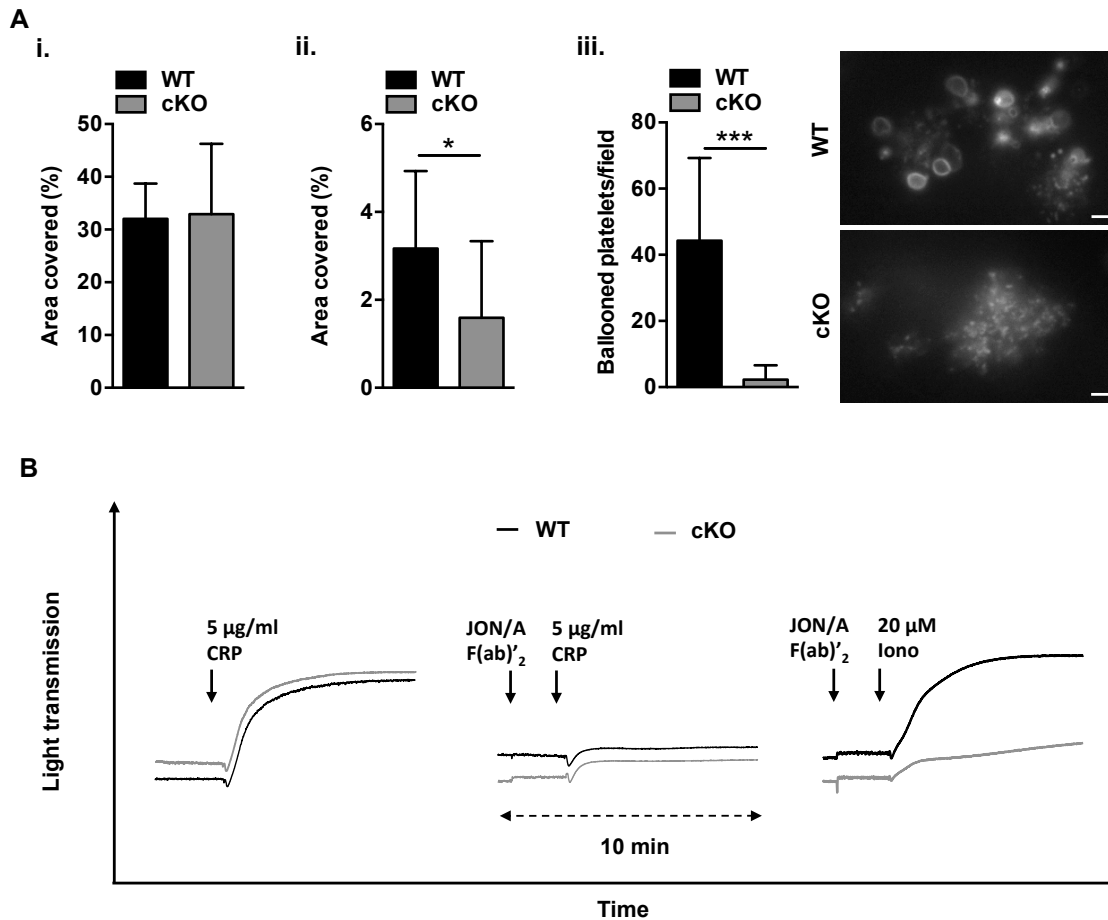 A
i.
WT
cKO
Area covered (%)
50
40
30
20
10
0
ii.
WT
cKO
Area covered (%)
6
4
2
0
*
iii.
WT
cKO
Ballooned platelets/field
80
60
40
20
0
***
WT
cKO
B
WT
cKO
Light transmission
5 µg/ml
CRP
JON/A
F(ab)’2
5 µg/ml
CRP
JON/A
F(ab)’2
20 µM
Iono
10 min
Time